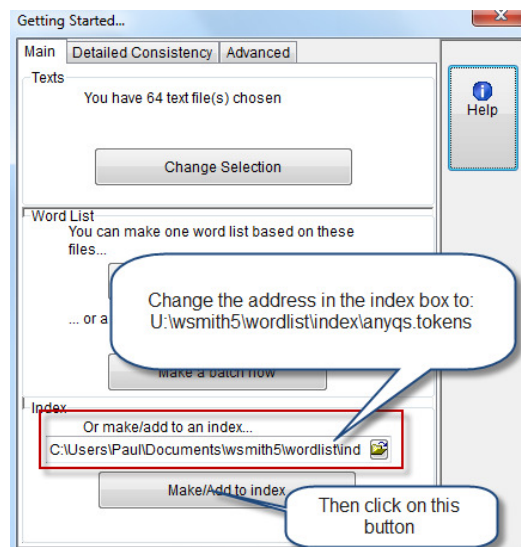 Getting Started...
Main Detailed Consistency Advanced
Texts
You have 64 text file(s) chosen
Help
Change Selection
Word List
You can make one word list based on these
files...
Change the address in the index box to:
U:\wsmith5\wordlist\index\anyqs.tokens
... or a
Make a batch now
Index
Or make/add to an index...
C:\Users\Paul\Documents\wsmith5\wordlist\ind
Make/Add to index
Then click on this
button